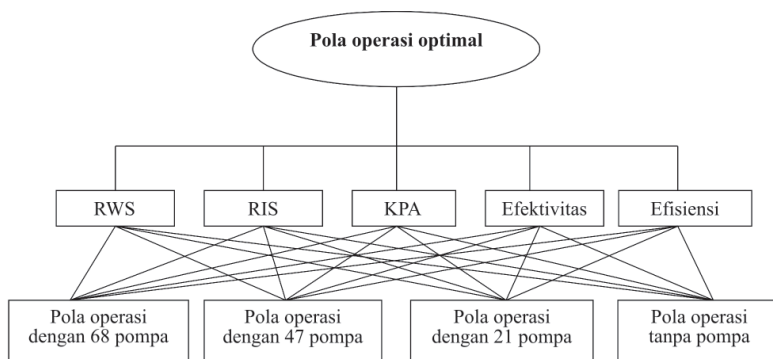 Pola operasi optimal
RWS
RIS
KPA
Efektivitas
Efisiensi
Pola operasi
dengan 68 pompa
Pola operasi
dengan 47 pompa
Pola operasi
dengan 21 pompa
Pola operasi
tanpa pompa